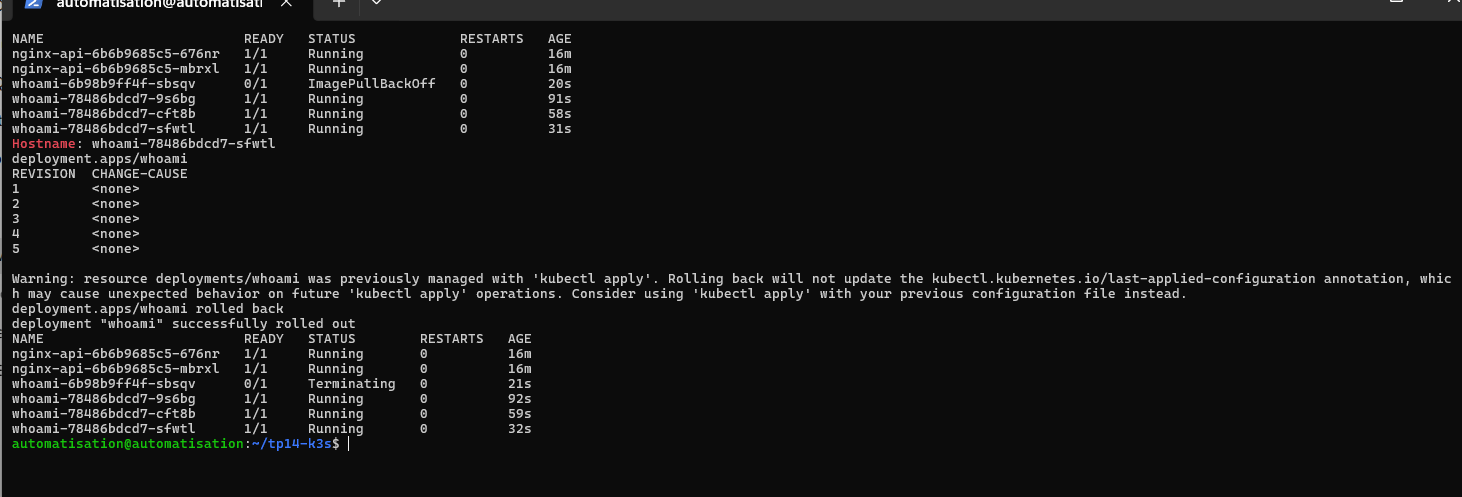 automatisation@automatisati
NAME                         READY   STATUS             RESTARTS   AGE
nginx-api-6b6b9685c5-676nr   1/1     Running            0          16m
nginx-api-6b6b9685c5-mbrxl   1/1     Running            0          16m
whoami-6b98b9ff4f-sbsqv      0/1     ImagePullBackOff   0          20s
whoami-78486bdcd7-9s6bg      1/1     Running            0          91s
whoami-78486bdcd7-cft8b      1/1     Running            0          58s
whoami-78486bdcd7-sfwtl      1/1     Running            0          31s
Hostname: whoami-78486bdcd7-sfwtl
deployment.apps/whoami
REVISION  CHANGE-CAUSE
1         <none>
2         <none>
3         <none>
4         <none>
5         <none>
Warning: resource deployments/whoami was previously managed with 'kubectl apply'. Rolling back will not update the kubectl.kubernetes.io/last-applied-configuration annotation, whic
h may cause unexpected behavior on future 'kubectl apply' operations. Consider using 'kubectl apply' with your previous configuration file instead.
deployment.apps/whoami rolled back
deployment "whoami" successfully rolled out
NAME                         READY   STATUS        RESTARTS   AGE
nginx-api-6b6b9685c5-676nr   1/1     Running       0          16m
nginx-api-6b6b9685c5-mbrxl   1/1     Running       0          16m
whoami-6b98b9ff4f-sbsqv      0/1     Terminating   0          21s
whoami-78486bdcd7-9s6bg      1/1     Running       0          92s
whoami-78486bdcd7-cft8b      1/1     Running       0          59s
whoami-78486bdcd7-sfwtl      1/1     Running       0          32s
automatisation@automatisation:~/tp14-k3s$